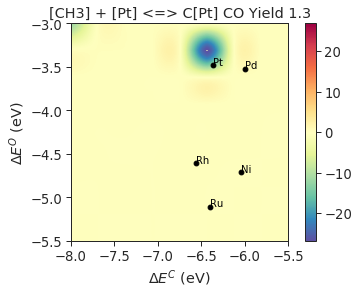 [CH3] + [Pt] <=> C[Pt] CO Yield 1.3
−3.0
−3.5
−4.0
−4.5
−5.0
−5.5
ΔE^O (eV)
Pt
Pd
Rh
Ni
Ru
−8.0 −7.5 −7.0 −6.5 −6.0 −5.5
ΔE^C (eV)
20
10
0
−10
−20